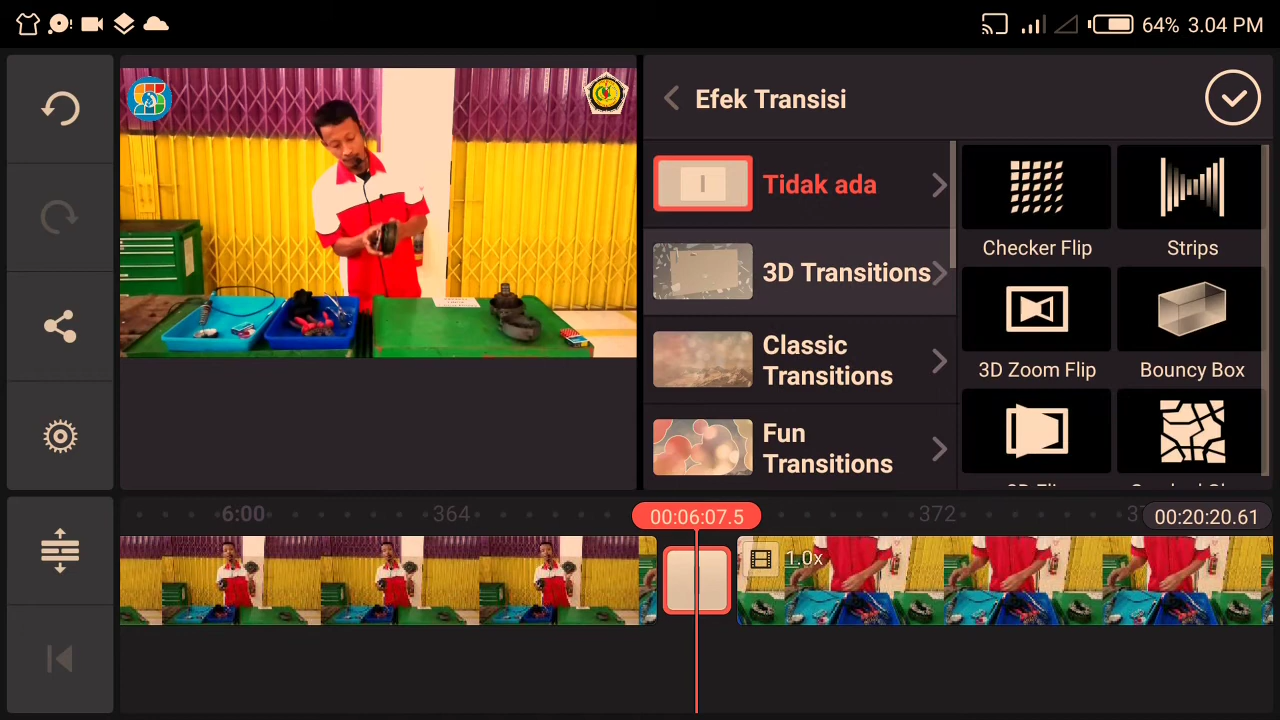 64% 3.04 PM
Efek Transisi
Tidak ada
3D Transitions
Classic
Transitions
Fun
Transitions
Checker Flip
Strips
3D Zoom Flip
Bouncy Box
6:00
364
00:06:07.5
372
00:20:20.61
1.0x